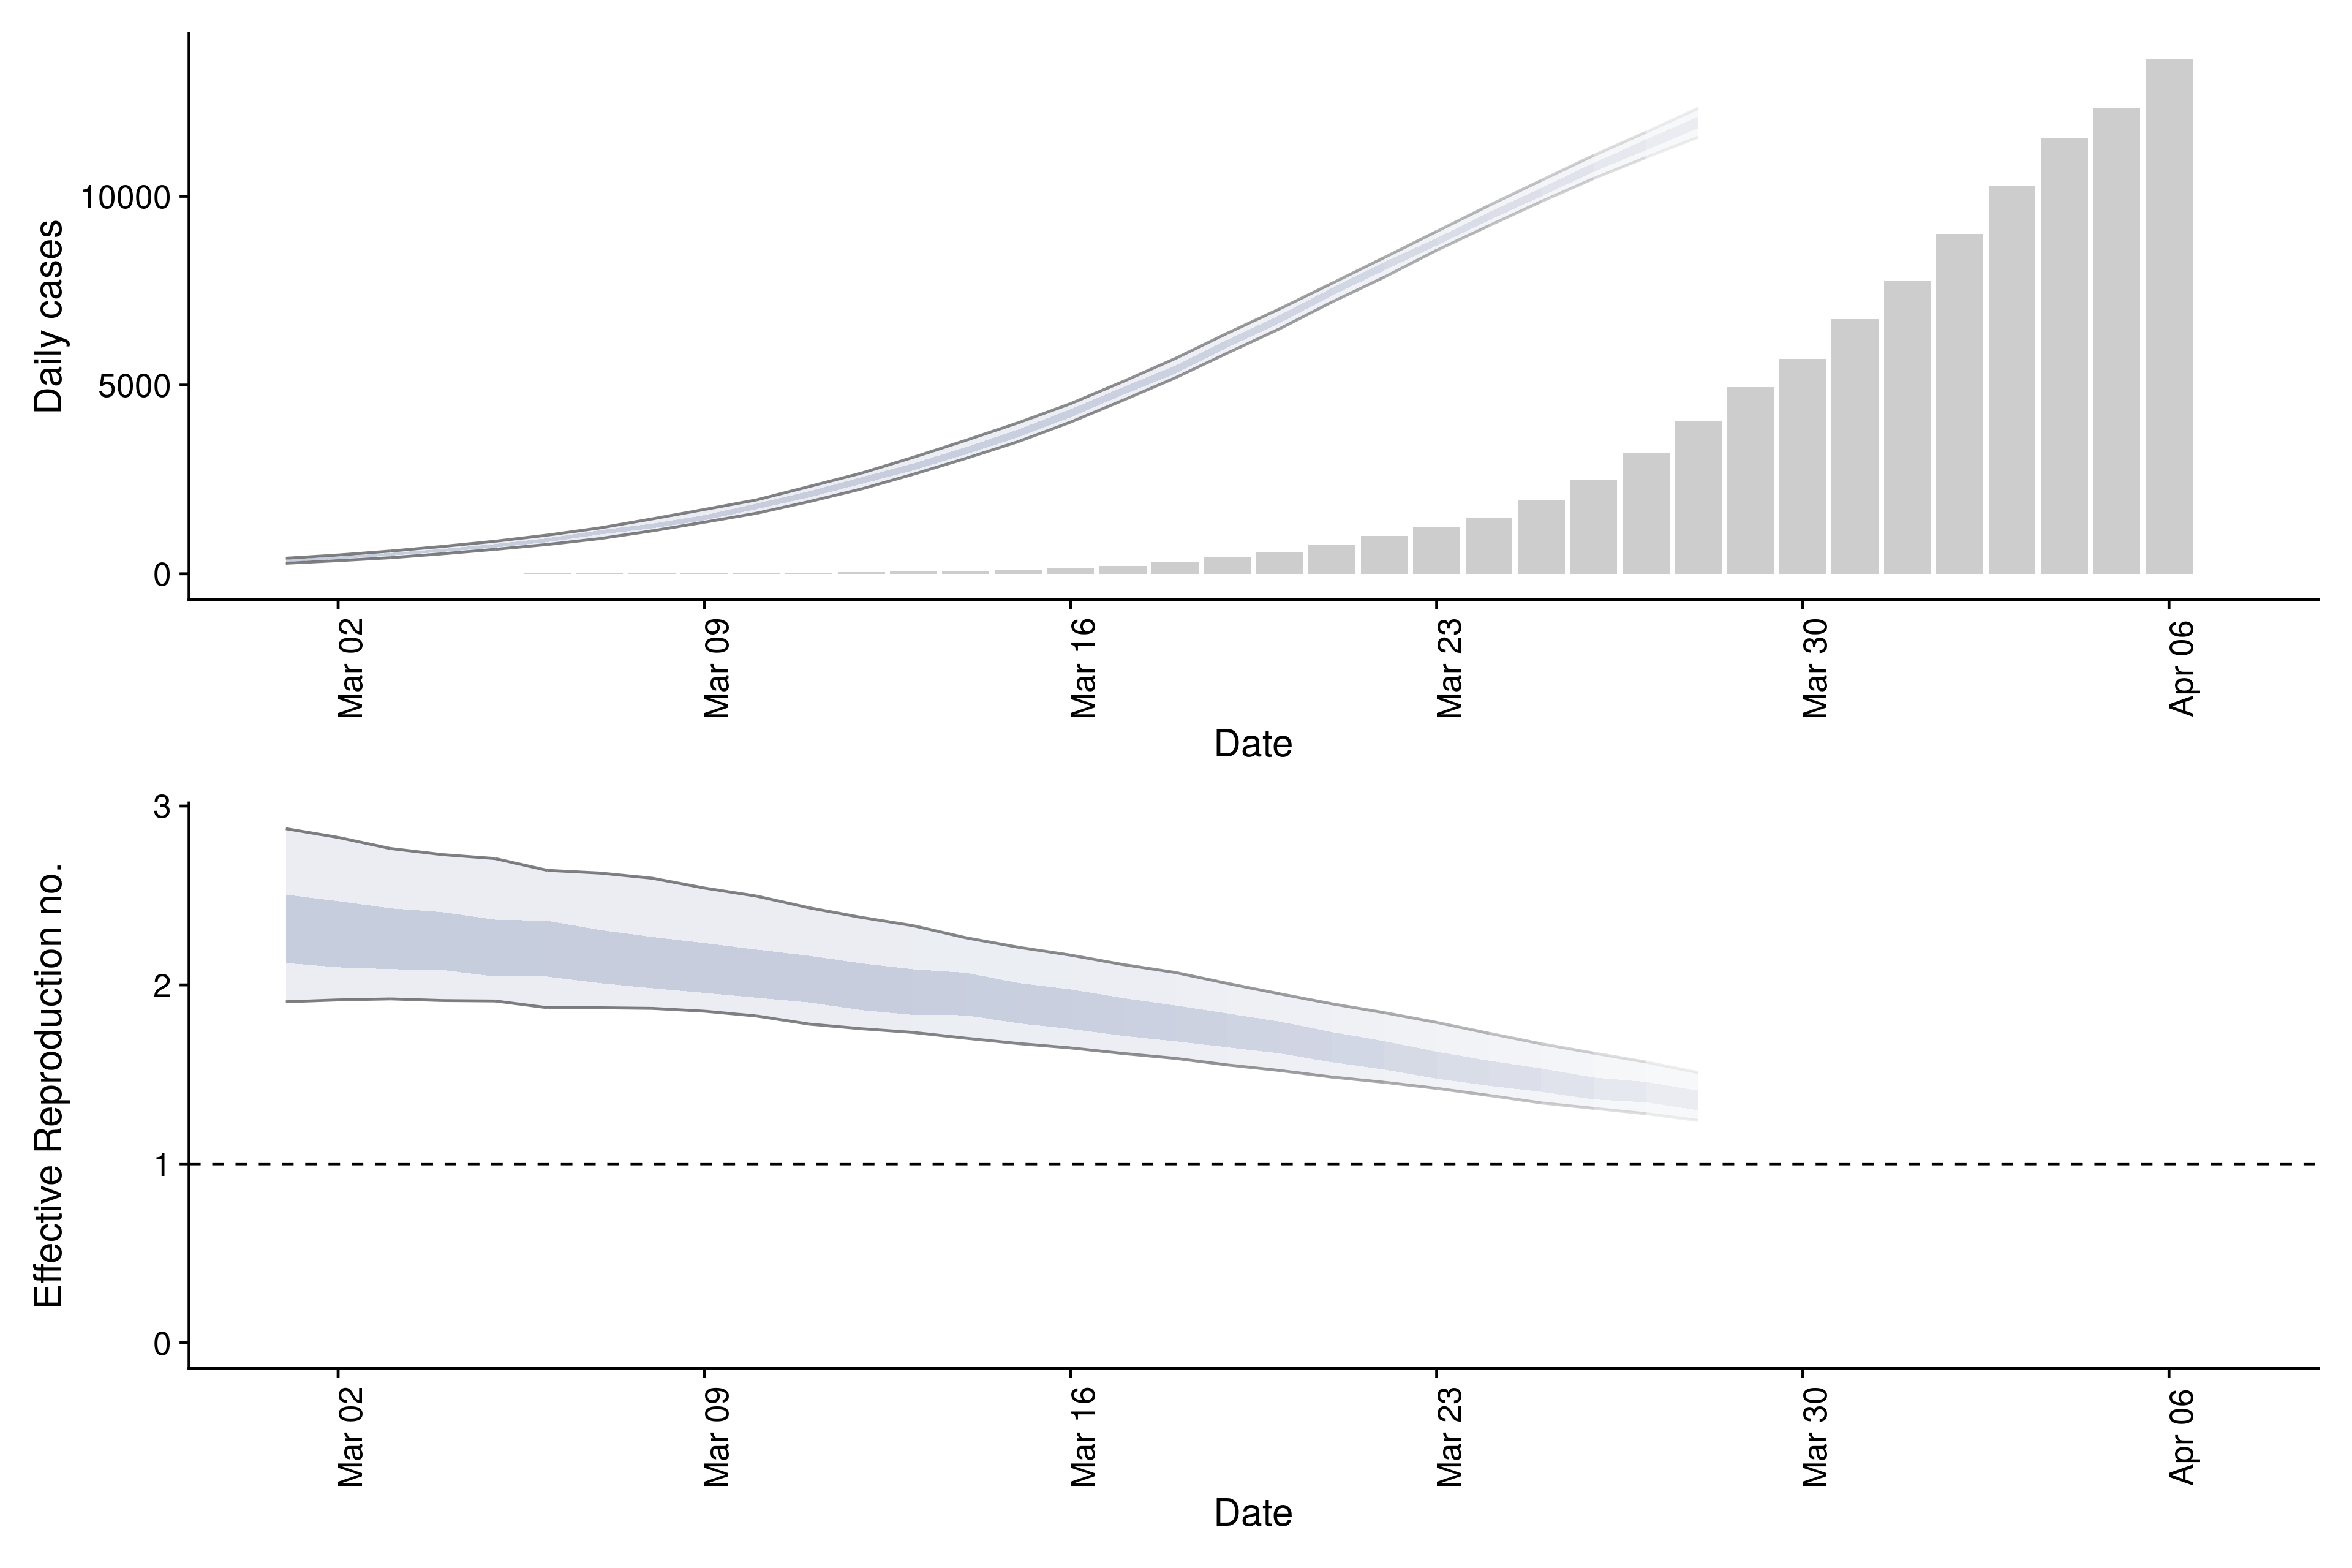 Daily cases
10000
5000
0
Mar 02
Mar 09
Mar 16
Mar 23
Mar 30
Apr 06
Date
Effective Reproduction no.
3
2
1
0
Mar 02
Mar 09
Mar 16
Mar 23
Mar 30
Apr 06
Date